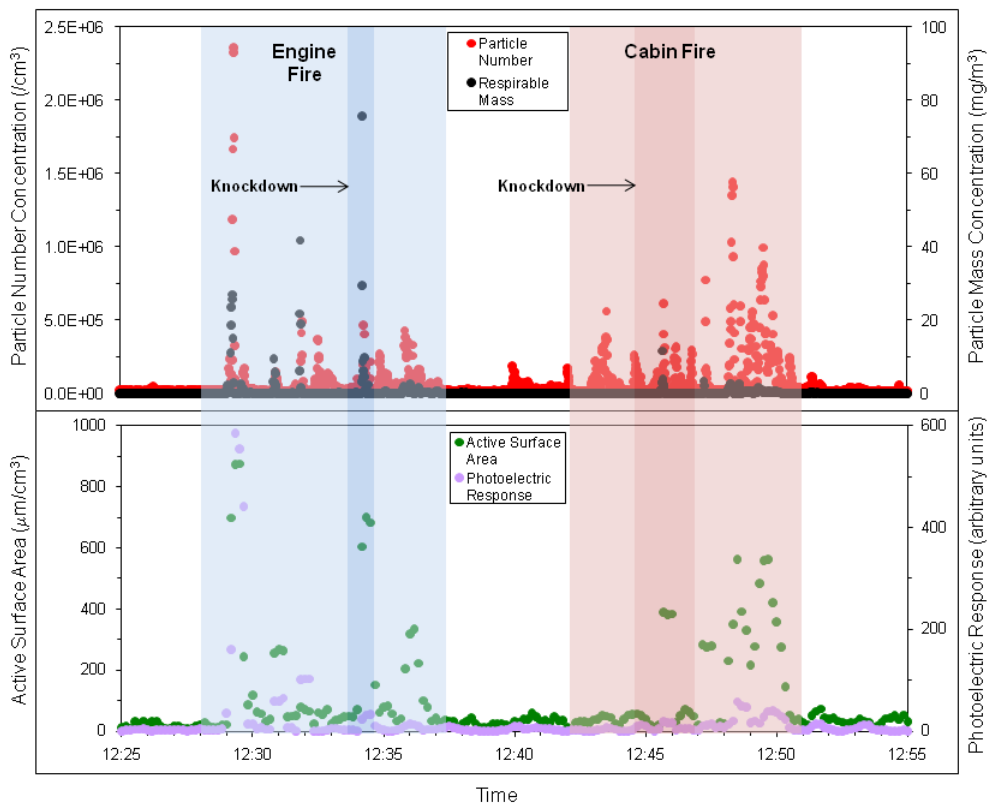 2.5E+06
2.0E+06
1.5E+06
1.0E+06
5.0E+05
0.0E+00
Particle Number Concentration (/cm³)
Engine
Fire
Particle
Number
Respirable
Mass
Cabin Fire
Knockdown
Knockdown
100
80
60
40
20
0
Particle Mass Concentration (mg/m³)
1000
800
600
400
200
0
Active Surface Area (μm/cm³)
Active Surface
Area
Photoelectric
Response
600
400
200
0
Photoelectric Response (arbitrary units)
12:25
12:30
12:35
12:40
12:45
12:50
12:55
Time